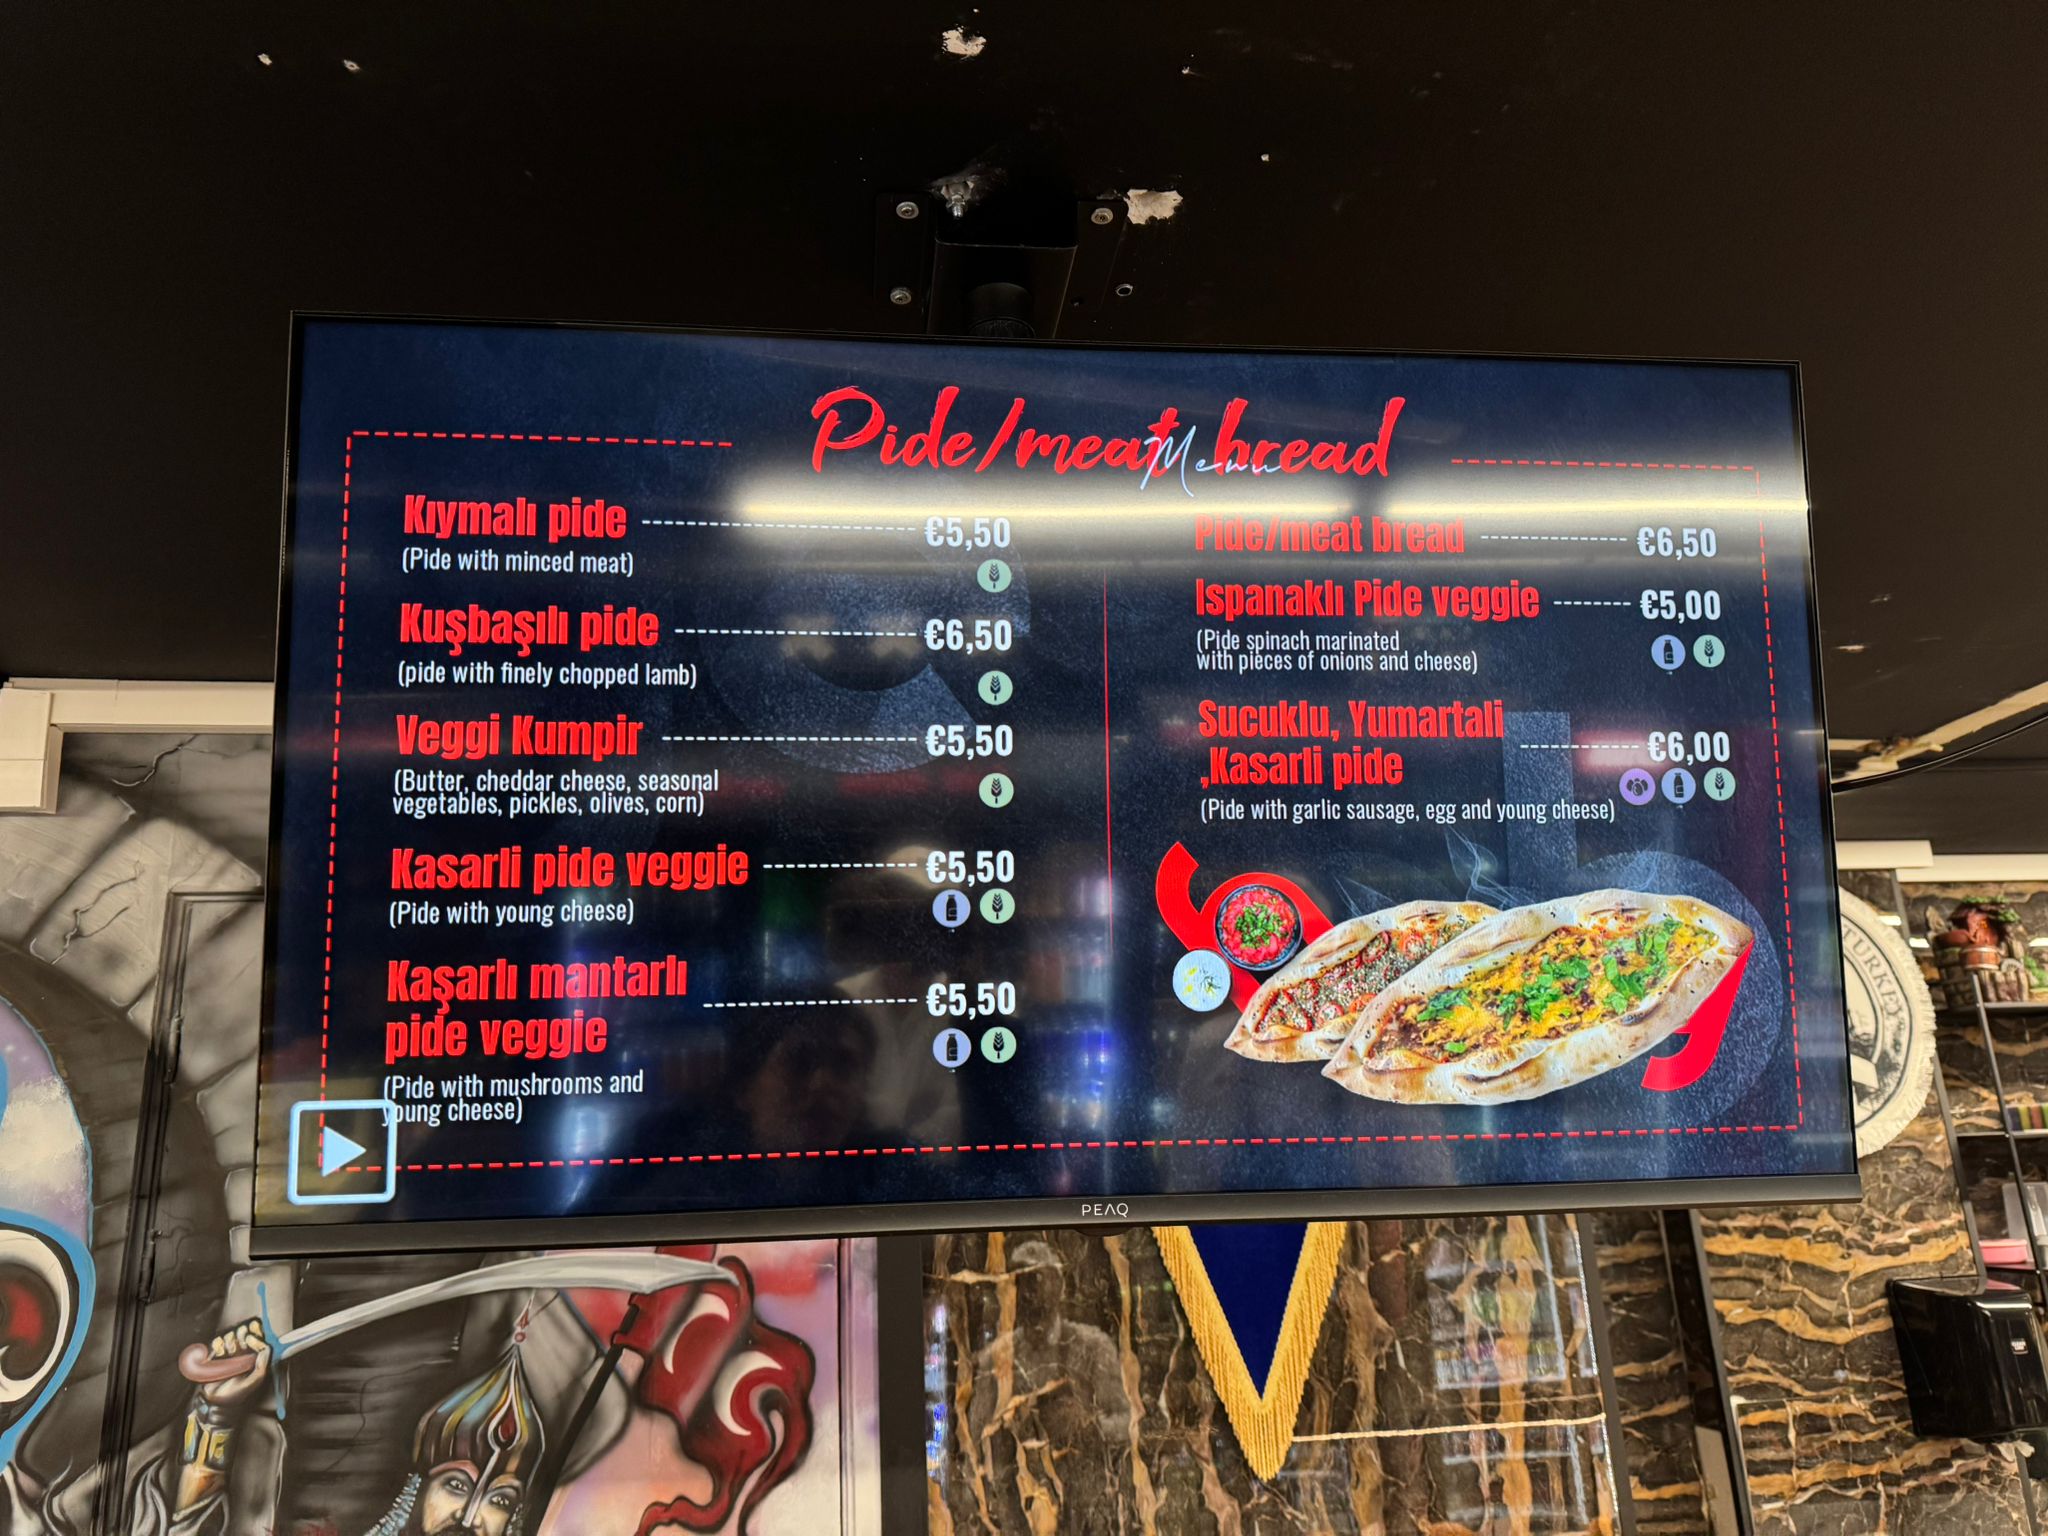 Pide/meat bread
Menu
Kıymalı pide €5,50
(Pide with minced meat)
Kuşbaşılı pide €6,50
(pide with finely chopped lamb)
Veggi Kumpir €5,50
(Butter, cheddar cheese, seasonal
vegetables, pickles, olives, corn)
Kasarli pide veggie €5,50
(Pide with young cheese)
Kaşarlı mantarlı
pide veggie €5,50
(Pide with mushrooms and
young cheese)
Pide/meat bread €6,50
Ispanaklı Pide veggie €5,00
(Pide spinach marinated
with pieces of onions and cheese)
Sucuklu, Yumartali
,Kasarli pide €6,00
(Pide with garlic sausage, egg and young cheese)
PEAQ
TURKEY